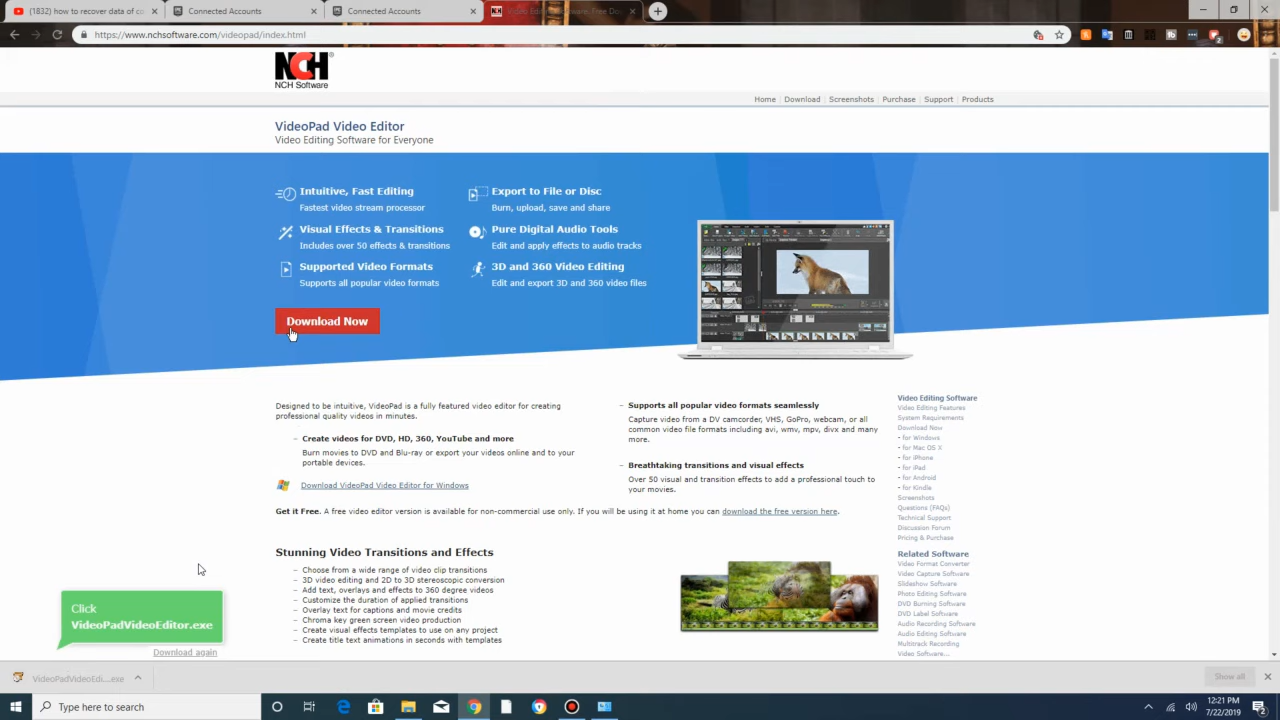 (1832) how to recover data of c
Connected Accounts
Connected Accounts
https://www.nchsoftware.com/videopad/index.html
NCH
NCH Software
Home | Download | Screenshots | Purchase | Support | Products
VideoPad Video Editor
Video Editing Software for Everyone
Intuitive, Fast Editing
Fastest video stream processor
Export to File or Disc
Burn, upload, save and share
Visual Effects & Transitions
Includes over 50 effects & transitions
Pure Digital Audio Tools
Edit and apply effects to audio tracks
Supported Video Formats
Supports all popular video formats
3D and 360 Video Editing
Edit and export 3D and 360 video files
Download Now
Designed to be intuitive, VideoPad is a fully featured video editor for creating
professional quality videos in minutes.
– Create videos for DVD, HD, 360, YouTube and more
Burn movies to DVD and Blu-ray or export your videos online and to your
portable devices.
– Supports all popular video formats seamlessly
Capture video from a DV camcorder, VHS, GoPro, webcam, or all
common video file formats including avi, wmv, mpv, divx and many
more.
– Breathtaking transitions and visual effects
Over 50 visual and transition effects to add a professional touch to
your movies.
Download VideoPad Video Editor for Windows
Get it Free. A free video editor version is available for non-commercial use only. If you will be using it at home you can download the free version here.
Stunning Video Transitions and Effects
– Choose from a wide range of video clip transitions
– 3D video editing and 2D to 3D stereoscopic conversion
– Add text, overlays and effects to 360 degree videos
– Customize the duration of applied transitions
– Overlay text for captions and movie credits
– Chroma key green screen video production
– Create visual effects templates to use on any project
– Create title text animations in seconds with templates
Video Editing Software
Video Editing Features
System Requirements
Download Now
- for Windows
- for Mac OS X
- for iPhone
- for iPad
- for Android
- for Kindle
Screenshots
Questions (FAQs)
Technical Support
Discussion Forum
Pricing & Purchase
Related Software
Video Format Converter
Video Capture Software
Slideshow Software
Photo Editing Software
DVD Burning Software
DVD Label Software
Audio Recording Software
Audio Editing Software
Multitrack Recording
Video Software...
Click
VideoPadVideoEditor.exe
Download again
VideoPadVideoEdi....exe
Show all
Type here to search
12:21 PM
7/22/2019
2